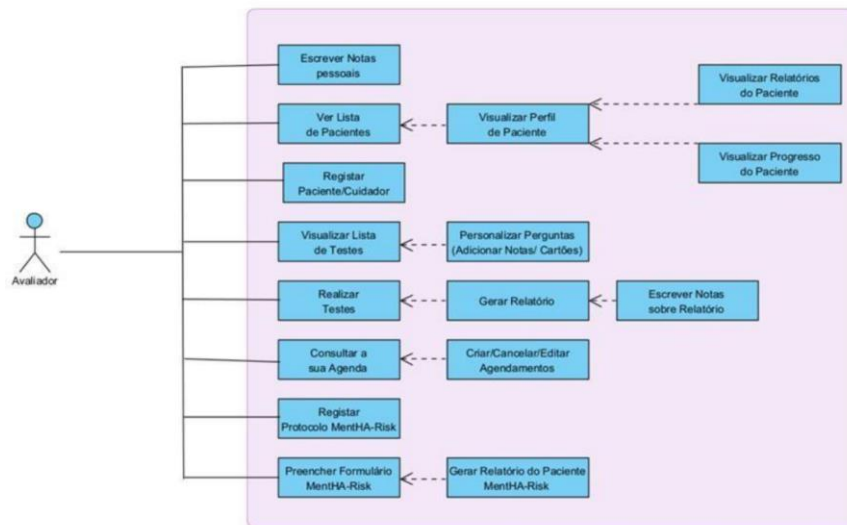 Escrever Notas
pessoais
Visualizar Relatórios
do Paciente
Ver Lista
de Pacientes
Visualizar Perfil
de Paciente
Visualizar Progresso
do Paciente
Registar
Paciente/Cuidador
Avaliador
Visualizar Lista
de Testes
Personalizar Perguntas
(Adicionar Notas/ Cartões)
Realizar
Testes
Gerar Relatório
Escrever Notas
sobre Relatório
Consultar a
sua Agenda
Criar/Cancelar/Editar
Agendamentos
Registar
Protocolo MentHA-Risk
Preencher Formulário
MentHA-Risk
Gerar Relatório do Paciente
MentHA-Risk